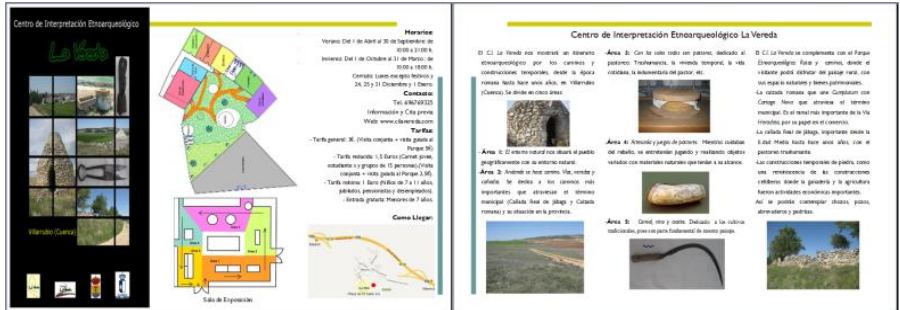 Centro de Interpretación Etnoarqueológico
La Vereda
Villarrubio (Cuenca)
Sala de Exposición
Horarios:
Verano: Del 1 de Abril al 30 de Septiembre: de
10:00 a 21:00 h.
Invierno: Del 1 de Octubre al 31 de Marzo: de
10:00 a 18:00 h.
Cerrado: Lunes excepto festivos y
24, 25 y 31 Diciembre y 1 Enero.
Contacto:
Información y Cita previa
Web: www.cilavereda.com
Tarifas:
- Tarifa general: 3€ (Visita conjunta + visita guiada al
Parque 5€)
- Tarifa reducida: 1,5 Euros (Carnet joven,
estudiantes y grupos de 15 personas).(Visita
conjunta + visita guiada al Parque 2,5€).
- Tarifa mínima: 1 Euro (Niños de 7 a 11 años,
jubilados, pensionistas y desempleados).
- Entrada gratuita: Menores de 7 años.
Como Llegar:
Centro de Interpretación Etnoarqueológico La Vereda
El C.I. La Vereda nos mostrará un itinerario
etnoarqueológico por los caminos y
construcciones temporales, desde la época
romana hasta hace unos años, en Villarrubio
(Cuenca). Se divide en cinco áreas:
-Área 1: El entorno natural nos situará el pueblo
geográficamente con su entorno natural.
-Área 2: Andando se hace camino. Vías, veredas y
cañadas. Se dedica a los caminos más
importantes que atraviesan el término
municipal (Cañada Real de Jábaga y Calzada
romana) y su situación en la provincia.
-Área 3: Con los cielos rodar son pastores, dedicado al
pastoreo: Trashumancia, la vivienda temporal, la vida
cotidiana, la indumentaria del pastor, etc.
-Área 4: Artesanía y juegos de pastores. Mientras cuidaban
del rebaño, se entretenían jugando y realizando objetos
variados con materiales naturales que tenían a su alcance.
-Área 5: Cereal, vino y aceite. Dedicado a los cultivos
tradicionales, pues son parte fundamental de nuestro paisaje.
El C.I. La Vereda se complementa con el Parque
Etnoarqueológico Rutas y caminos, donde el
visitante podrá disfrutar del paisaje rural, con
sus espacios naturales y bienes patrimoniales.
-La calzada romana que une Complutum con
Cartago Nova que atraviesa el término
municipal. Es el ramal más importante de la Vía
Hercúlea, por su papel en el comercio.
-La cañada Real de Jábaga, importante desde la
Edad Media hasta hace unos años, con el
pastoreo trashumante.
-Las construcciones temporales de piedra, como
una reminiscencia de las construcciones
celtíberas donde la ganadería y la agricultura
fueron actividades económicas importantes.
Así se podrán contemplar chozos, pozos,
abrevaderos y pedrizas.